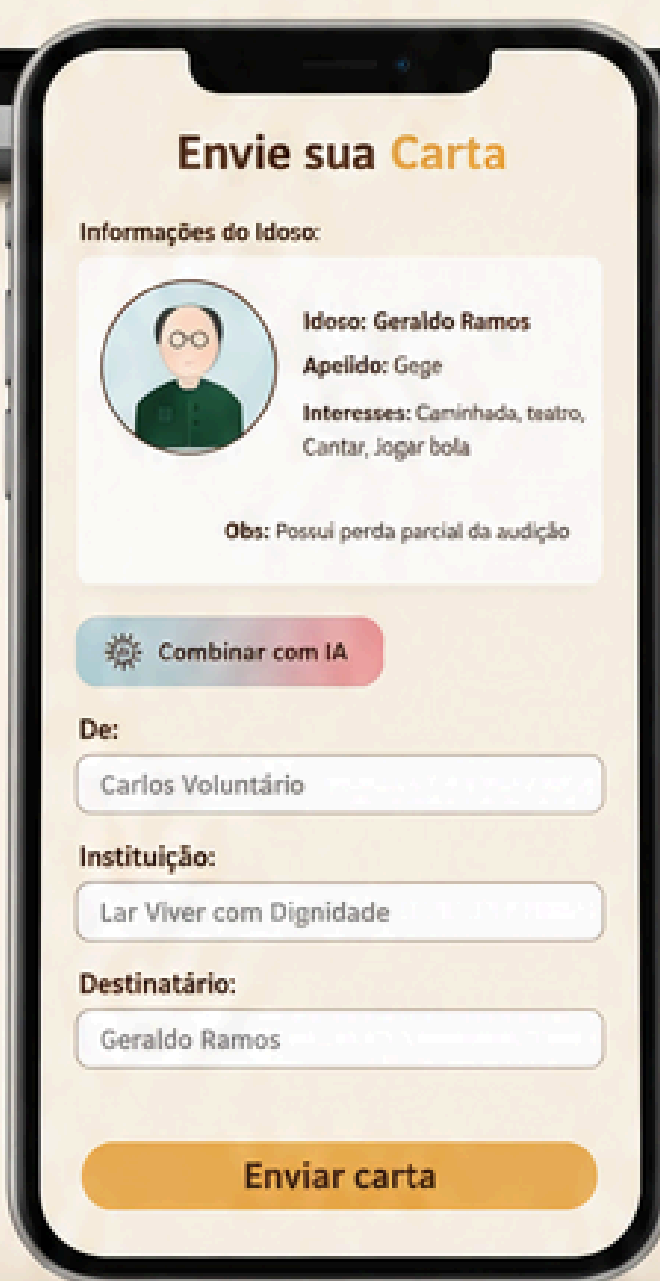 Envie sua Carta
Informações do Idoso:
Idoso: Geraldo Ramos
Apelido: Gege
Interesses: Caminhada, teatro,
Cantar, Jogar bola
Obs: Possui perda parcial da audição
Combinar com IA
De:
Carlos Voluntário
Instituição:
Lar Viver com Dignidade
Destinatário:
Geraldo Ramos
Enviar carta